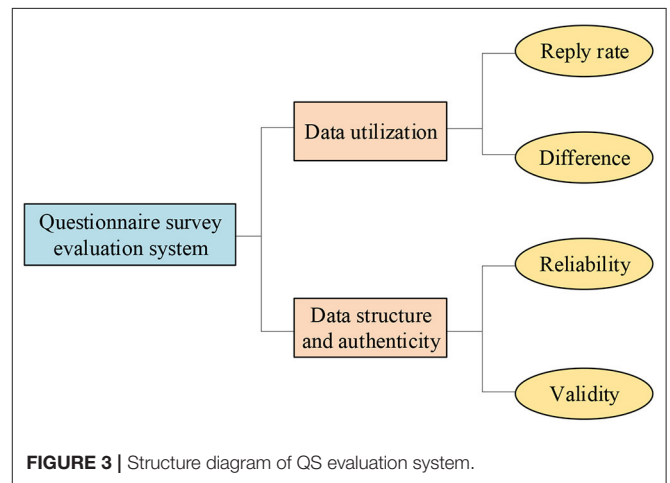 Reply rate
Data utilization
Difference
Questionnaire survey
evaluation system
Reliability
Data structure
and authenticity
Validity
FIGURE 3 | Structure diagram of QS evaluation system.